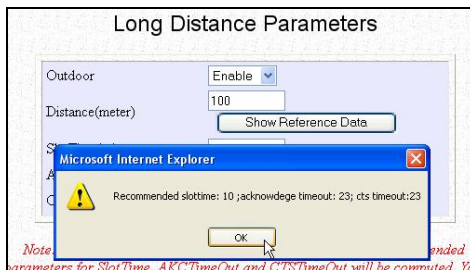 Long Distance Parameters
Outdoor
Enable
Distance(meter)
100
Show Reference Data
Microsoft Internet Explorer
Recommended slottime: 10 ;acknowdege timeout: 23; cts timeout:23
OK
Note
ended
parameters for SlotTime, AKCTimeOut and CTSTimeOut will be computed. Y